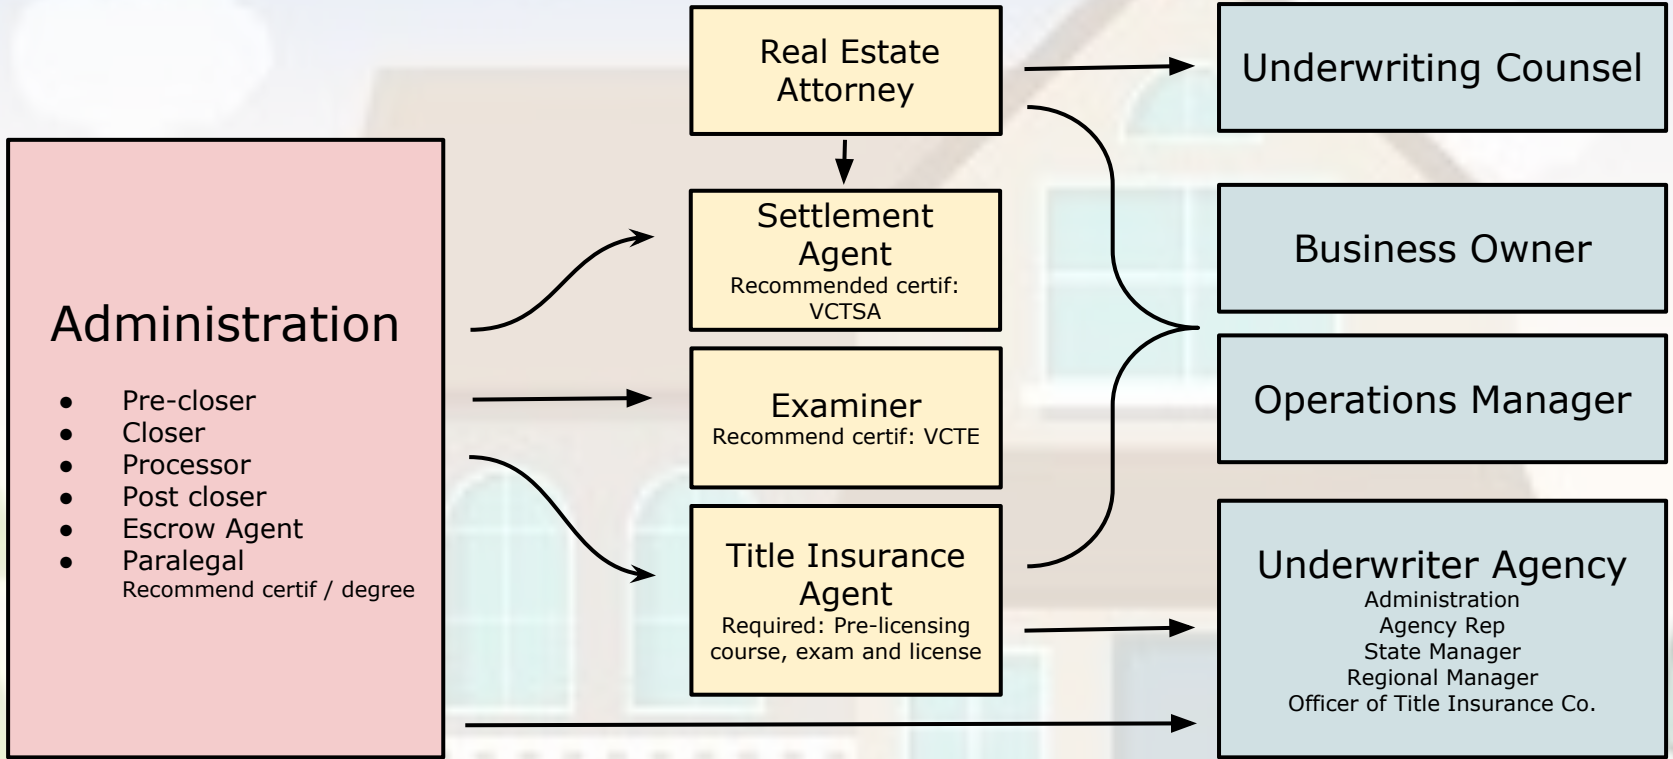 Administration
● Pre-closer
● Closer
● Processor
● Post closer
● Escrow Agent
● Paralegal
Recommend certif / degree
Real Estate
Attorney
Settlement
Agent
Recommended certif:
VCTSA
Examiner
Recommend certif: VCTE
Title Insurance
Agent
Required: Pre-licensing
course, exam and license
Underwriting Counsel
Business Owner
Operations Manager
Underwriter Agency
Administration
Agency Rep
State Manager
Regional Manager
Officer of Title Insurance Co.